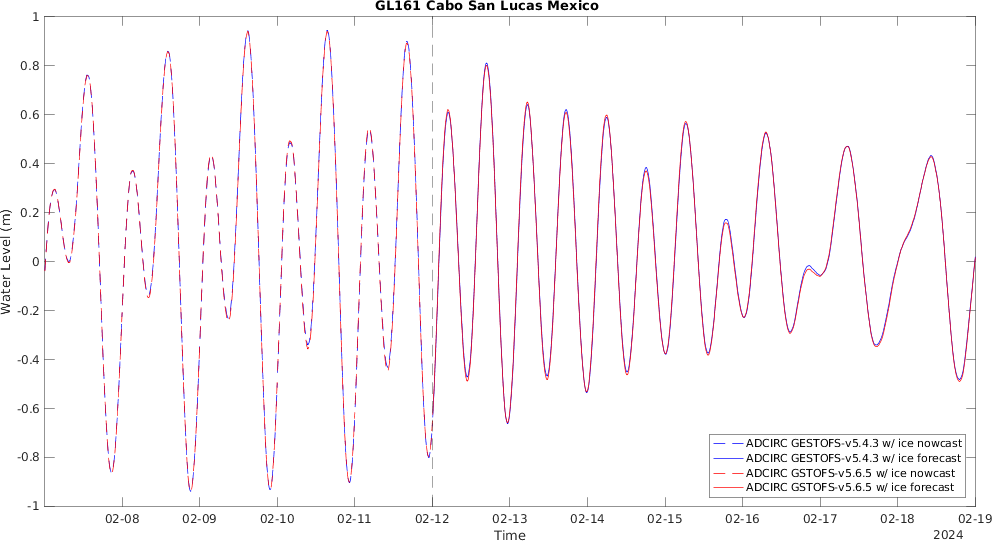 GL161 Cabo San Lucas Mexico
Water Level (m)
1
0.8
0.6
0.4
0.2
0
-0.2
-0.4
-0.6
-0.8
-1
ADCIRC GESTOFS-v5.4.3 w/ ice nowcast
ADCIRC GESTOFS-v5.4.3 w/ ice forecast
ADCIRC GSTOFS-v5.6.5 w/ ice nowcast
ADCIRC GSTOFS-v5.6.5 w/ ice forecast
02-08 02-09 02-10 02-11 02-12 02-13 02-14 02-15 02-16 02-17 02-18 02-19
Time
2024